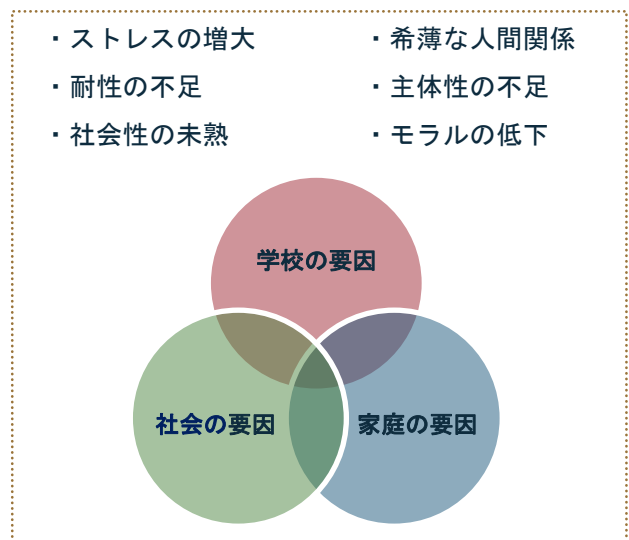 ・ストレスの増大
・希薄な人間関係
・耐性の不足
・主体性の不足
・社会性の未熟
・モラルの低下
学校の要因
社会の要因
家庭の要因